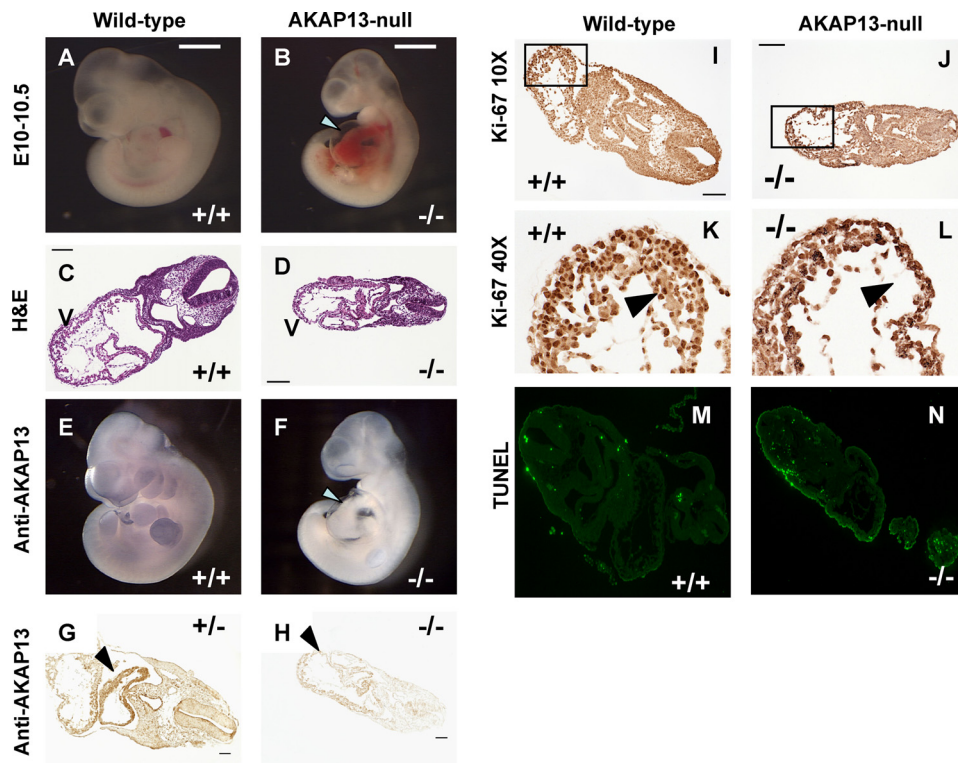 Wild-type AKAP13-null
E10-10.5
A
+/+
B
-/-
H&E
C
V
+/+
D
V
-/-
Anti-AKAP13
E
+/+
F
-/-
Anti-AKAP13
G
+/-
H
-/-
Wild-type AKAP13-null
Ki-67 10X
I
+/+
J
-/-
Ki-67 40X
+/+
K
-/-
L
TUNEL
M
+/+
N
-/-